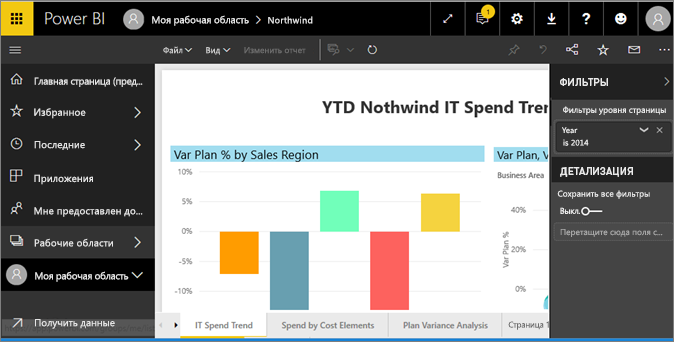 Power BI
Моя рабочая область > Northwind
1
Файл
Вид
Изменить отчет
Главная страница (пред...
Избранное
Последние
Приложения
Мне предоставлен до...
Рабочие области
Моя рабочая область
Получить данные
YTD Nothwind IT Spend Tren
Var Plan % by Sales Region
10%
5%
0%
-5%
-10%
Var Plan, V
Business Area
Var Plan %
40%
20%
0%
IT Spend Trend
Spend by Cost Elements
Plan Variance Analysis
Страница 1
ФИЛЬТРЫ
Фильтры уровня страницы
Year
is 2014
ДЕТАЛИЗАЦИЯ
Сохранить все фильтры
Выкл.
Перетащите сюда поля с...